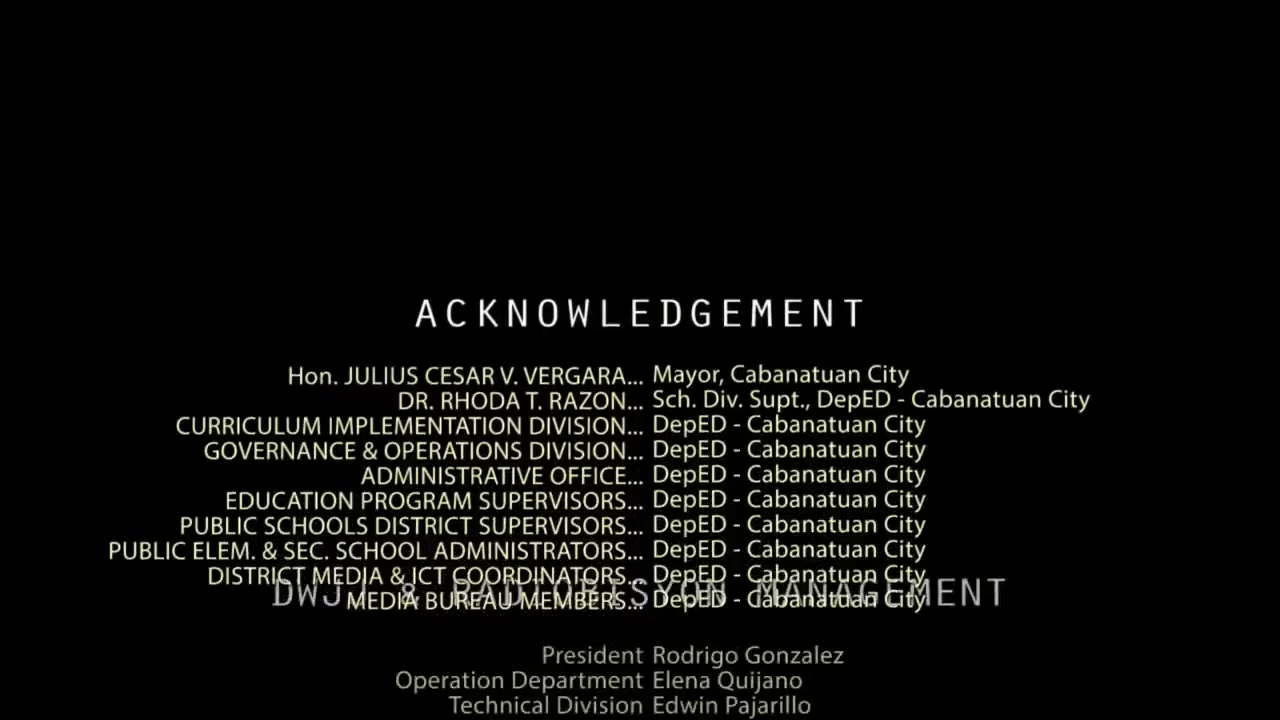 ACKNOWLEDGEMENT
Hon. JULIUS CESAR V. VERGARA... Mayor, Cabanatuan City
DR. RHODA T. RAZON... Sch. Div. Supt., DepED - Cabanatuan City
CURRICULUM IMPLEMENTATION DIVISION... DepED - Cabanatuan City
GOVERNANCE & OPERATIONS DIVISION... DepED - Cabanatuan City
ADMINISTRATIVE OFFICE... DepED - Cabanatuan City
EDUCATION PROGRAM SUPERVISORS... DepED - Cabanatuan City
PUBLIC SCHOOLS DISTRICT SUPERVISORS... DepED - Cabanatuan City
PUBLIC ELEM. & SEC. SCHOOL ADMINISTRATORS... DepED - Cabanatuan City
DISTRICT MEDIA & ICT COORDINATORS... DepED - Cabanatuan City
& RADIOBISYON MANAGEMENT
MEDIA BUREAU MEMBERS... DepED - Cabanatuan City
President Rodrigo Gonzalez
Operation Department Elena Quijano
Technical Division Edwin Pajarillo